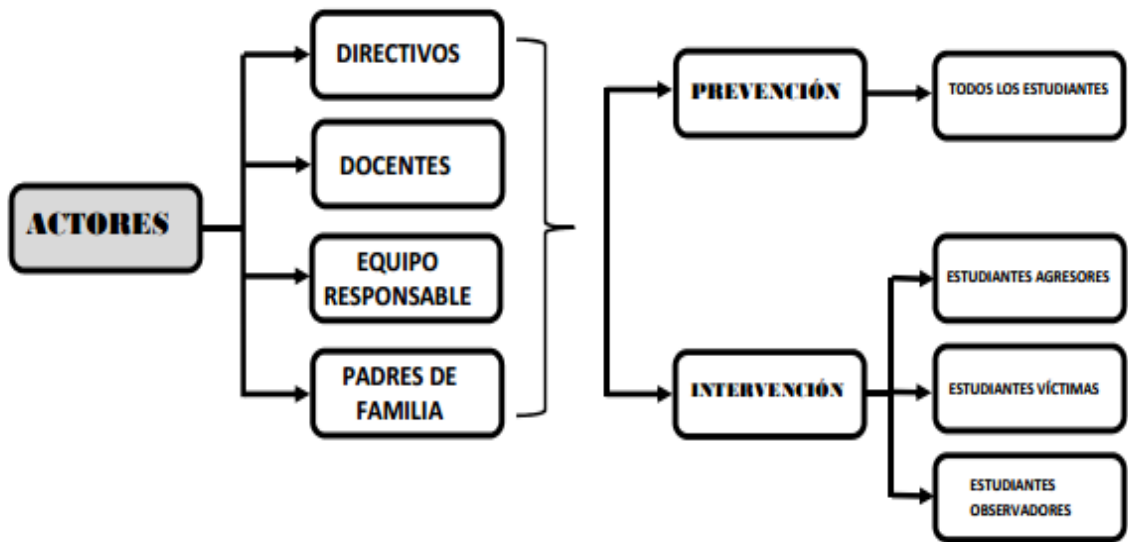 ACTORES
DIRECTIVOS
DOCENTES
EQUIPO
RESPONSABLE
PADRES DE
FAMILIA
PREVENCIÓN
TODOS LOS ESTUDIANTES
INTERVENCIÓN
ESTUDIANTES AGRESORES
ESTUDIANTES VÍCTIMAS
ESTUDIANTES
OBSERVADORES